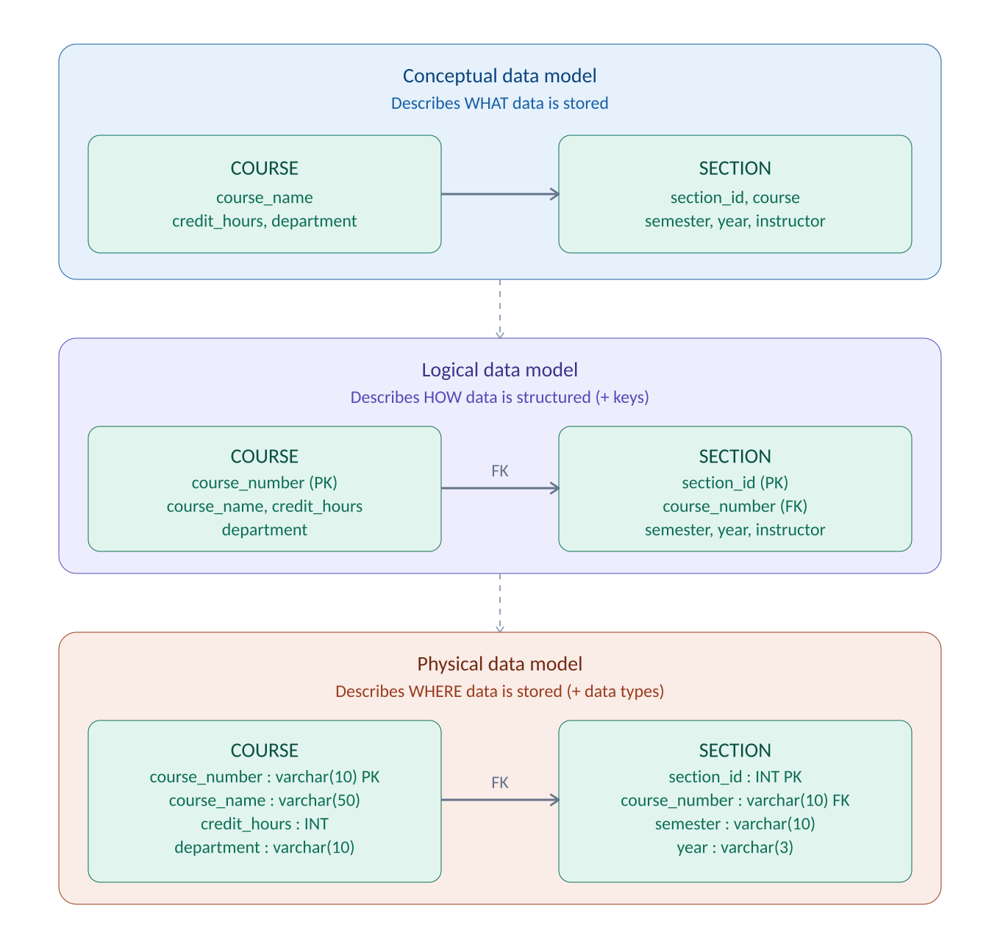 Conceptual data model
Describes WHAT data is stored
COURSE
course_name
credit_hours, department
SECTION
section_id, course
semester, year, instructor
Logical data model
Describes HOW data is structured (+ keys)
COURSE
course_number (PK)
course_name, credit_hours
department
FK
SECTION
section_id (PK)
course_number (FK)
semester, year, instructor
Physical data model
Describes WHERE data is stored (+ data types)
COURSE
course_number : varchar(10) PK
course_name : varchar(50)
credit_hours : INT
department : varchar(10)
FK
SECTION
section_id : INT PK
course_number : varchar(10) FK
semester : varchar(10)
year : varchar(3)